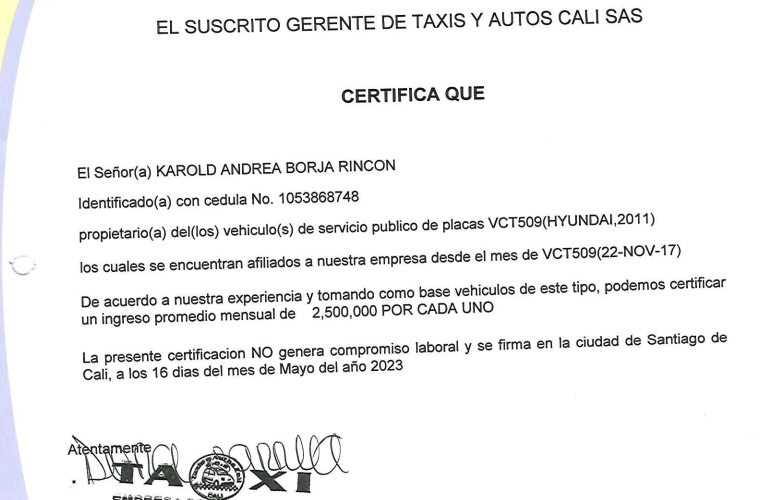 EL SUSCRITO GERENTE DE TAXIS Y AUTOS CALI SAS
CERTIFICA QUE
El Señor(a) KAROLD ANDREA BORJA RINCON
Identificado(a) con cedula No. 1053868748
propietario(a) del(los) vehiculo(s) de servicio publico de placas VCT509(HYUNDAI,2011)
los cuales se encuentran afiliados a nuestra empresa desde el mes de VCT509(22-NOV-17)
De acuerdo a nuestra experiencia y tomando como base vehiculos de este tipo, podemos certificar
un ingreso promedio mensual de 2,500,000 POR CADA UNO
La presente certificacion NO genera compromiso laboral y se firma en la ciudad de Santiago de
Cali, a los 16 dias del mes de Mayo del año 2023
Atentamente
TAXI
CALI